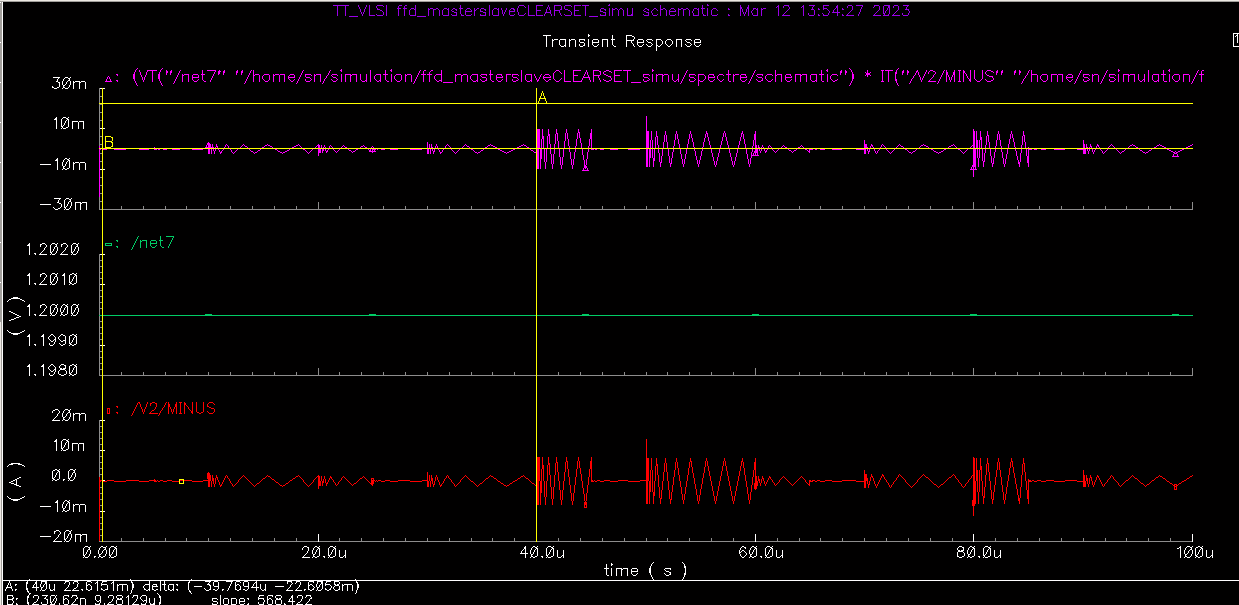 TT_VLSI ffd_masterslaveCLEARSET_simu schematic : Mar 12 13:54:27 2023
Transient Response
1
△: (VT("/net7" "/home/sn/simulation/ffd_masterslaveCLEARSET_simu/spectre/schematic") * IT("/V2/MINUS" "/home/sn/simulation/f
30m
A
10m
B
-10m
-30m
▭: /net7
1.2020
1.2010
( V )
1.2000
1.1990
1.1980
▯: /V2/MINUS
20m
10m
( A )
0.0
-10m
-20m
0.00 20.0u 40.0u 60.0u 80.0u 100u
time ( s )
A: (40u 22.6151m) delta: (-39.7694u -22.6058m)
B: (230.62n 9.28129u) slope: 568.422